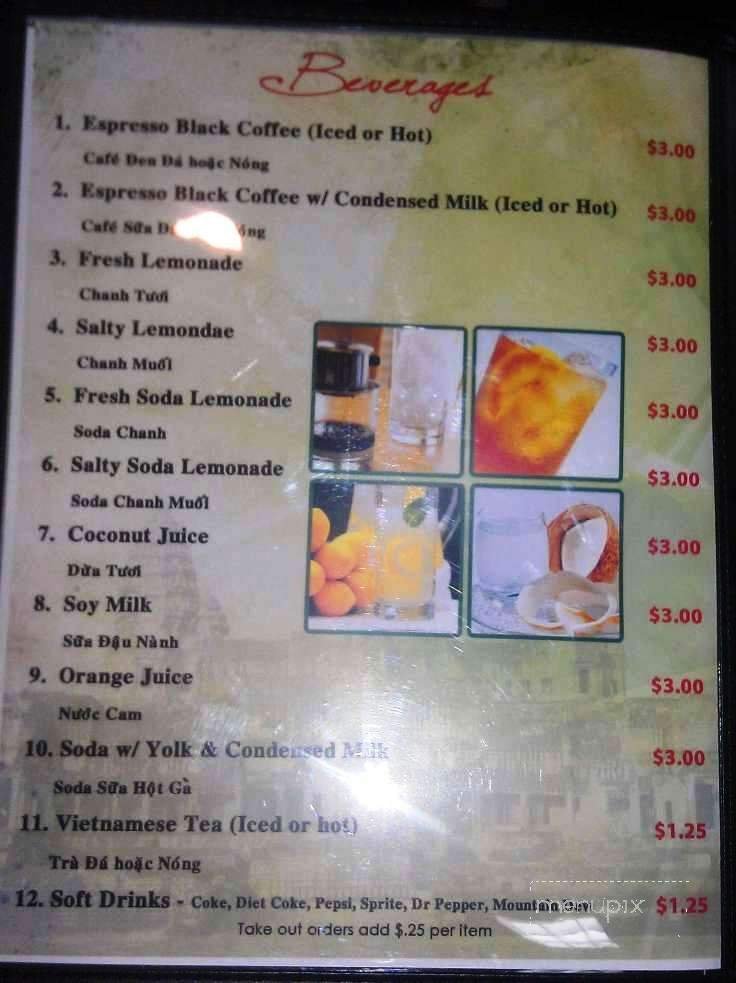 Beverages
1. Espresso Black Coffee (Iced or Hot) $3.00
Café Đen Đá hoặc Nóng
2. Espresso Black Coffee w/ Condensed Milk (Iced or Hot) $3.00
Café Sữa
3. Fresh Lemonade $3.00
Chanh Tươi
4. Salty Lemondae $3.00
Chanh Muối
5. Fresh Soda Lemonade $3.00
Soda Chanh
6. Salty Soda Lemonade $3.00
Soda Chanh Muối
7. Coconut Juice $3.00
Dừa Tươi
8. Soy Milk $3.00
Sữa Đậu Nành
9. Orange Juice $3.00
Nước Cam
10. Soda w/ Yolk & Condensed Milk $3.00
Soda Sữa Hột Gà
11. Vietnamese Tea (Iced or hot) $1.25
Trà Đá hoặc Nóng
12. Soft Drinks - Coke, Diet Coke, Pepsi, Sprite, Dr Pepper, Mountain Dew $1.25
menupix
Take out orders add $.25 per item